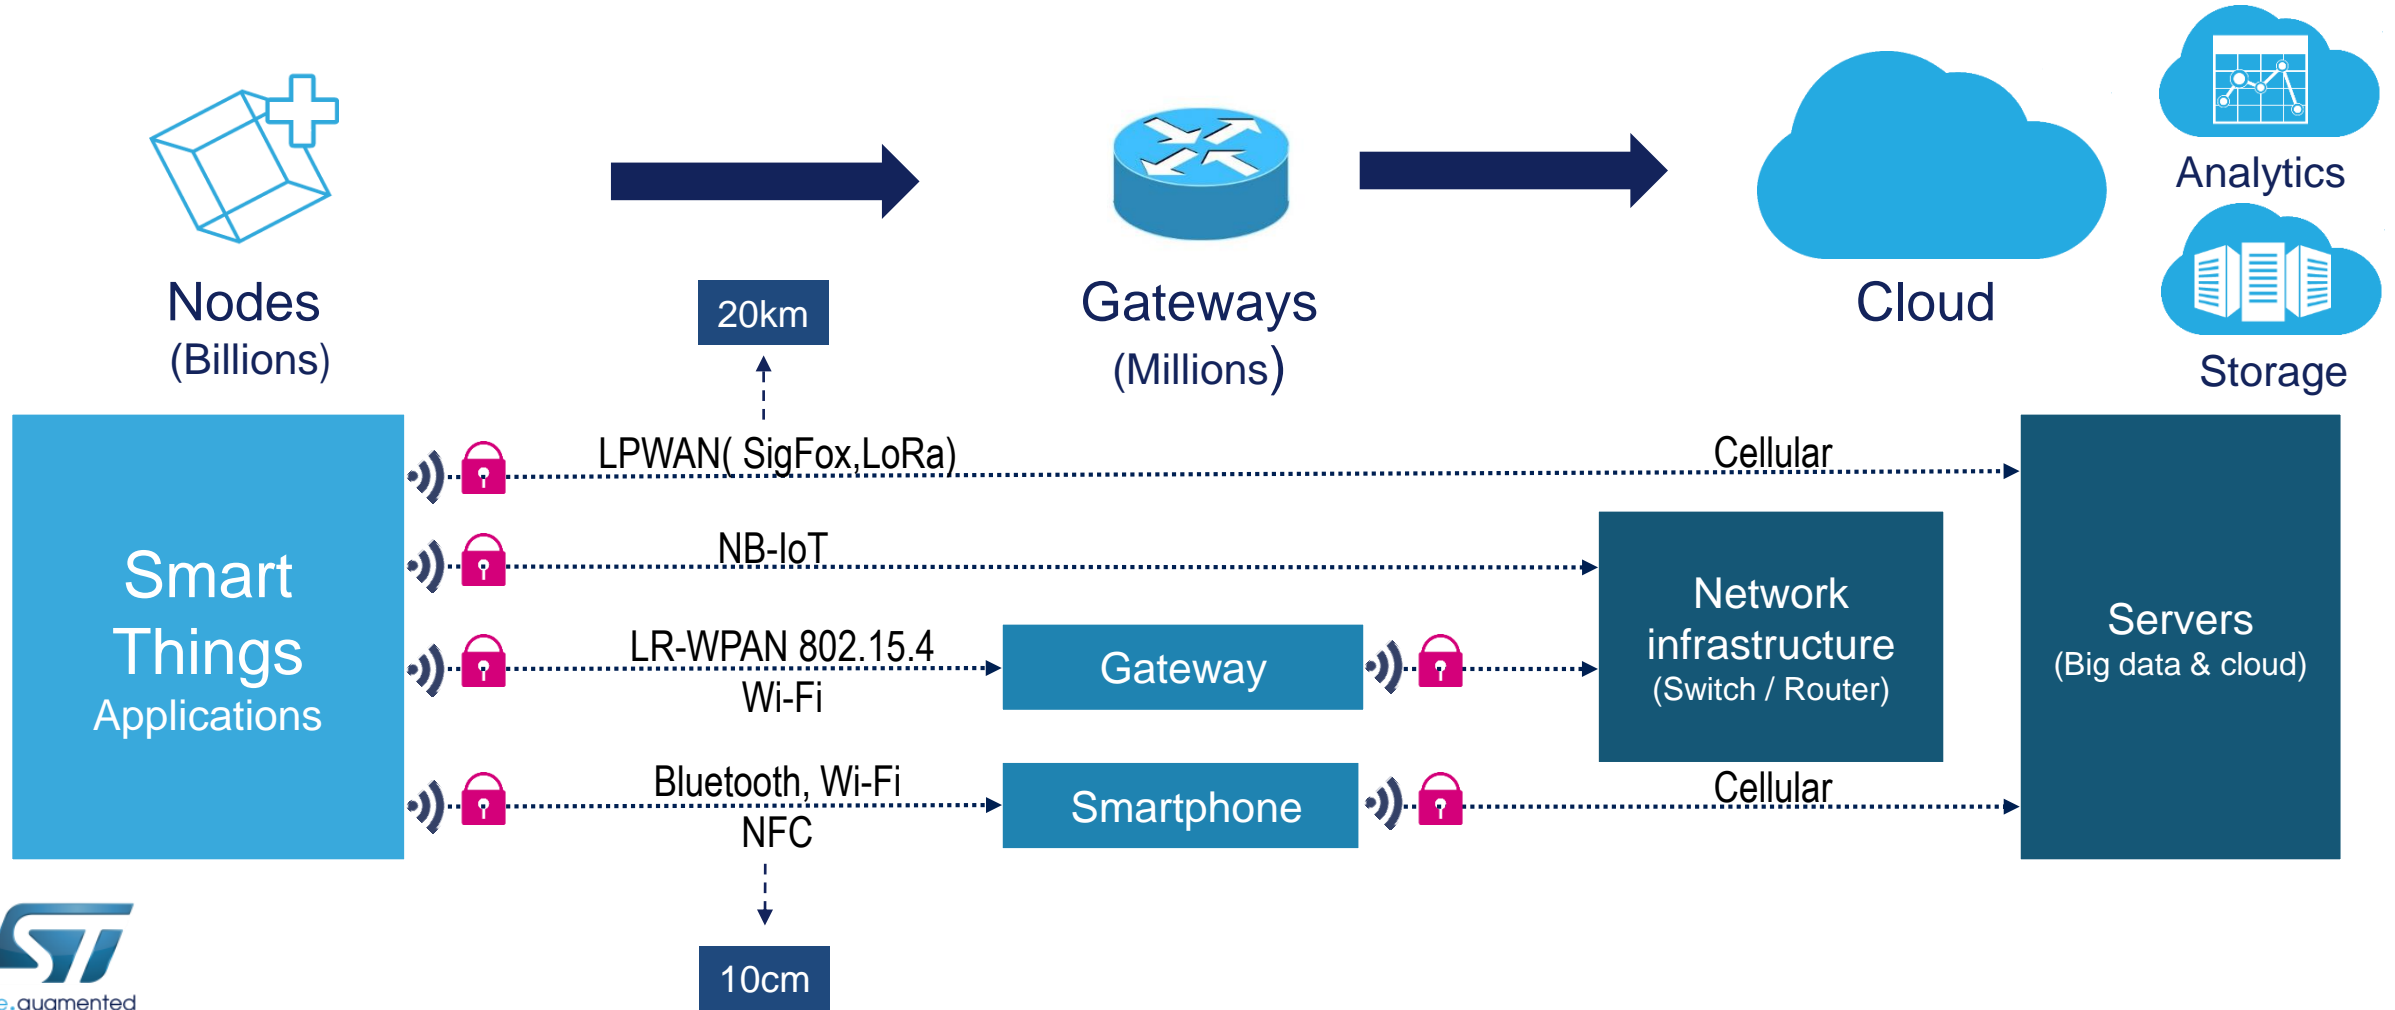 Analytics
Nodes
(Billions)
20km
Gateways
(Millions)
Cloud
Storage
LPWAN( SigFox,LoRa)
Cellular
NB-IoT
Smart
Things
Applications
LR-WPAN 802.15.4
Wi-Fi
Gateway
Network
infrastructure
(Switch / Router)
Servers
(Big data & cloud)
Bluetooth, Wi-Fi
NFC
Smartphone
Cellular
10cm
ST
e.augmented